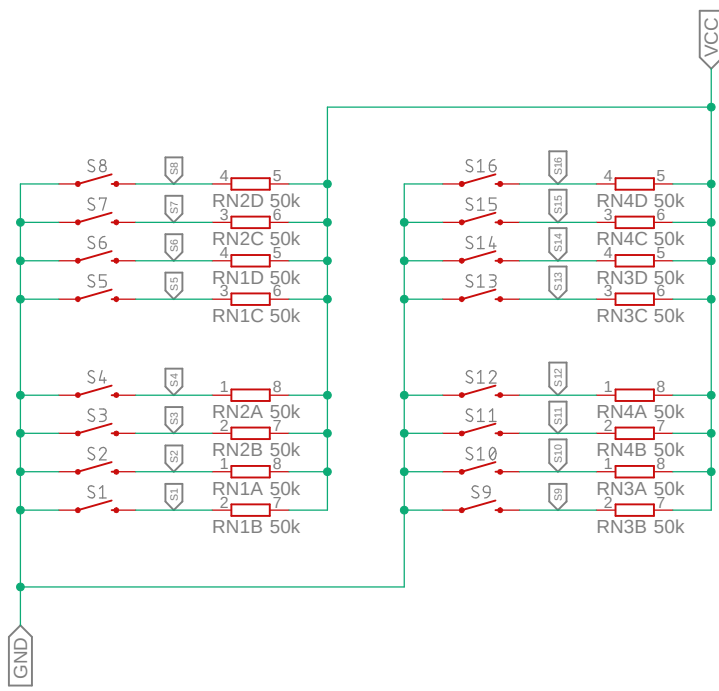 VCC
S8 S8 4 5
RN2D 50k
S7 S7 3 6
RN2C 50k
S6 S6 4 5
RN1D 50k
S5 S5 3 6
RN1C 50k
S4 S4 1 8
RN2A 50k
S3 S3 2 7
RN2B 50k
S2 S2 1 8
RN1A 50k
S1 S1 2 7
RN1B 50k
S16 S16 4 5
RN4D 50k
S15 S15 3 6
RN4C 50k
S14 S14 4 5
RN3D 50k
S13 S13 3 6
RN3C 50k
S12 S12 1 8
RN4A 50k
S11 S11 2 7
RN4B 50k
S10 S10 1 8
RN3A 50k
S9 S9 2 7
RN3B 50k
GND